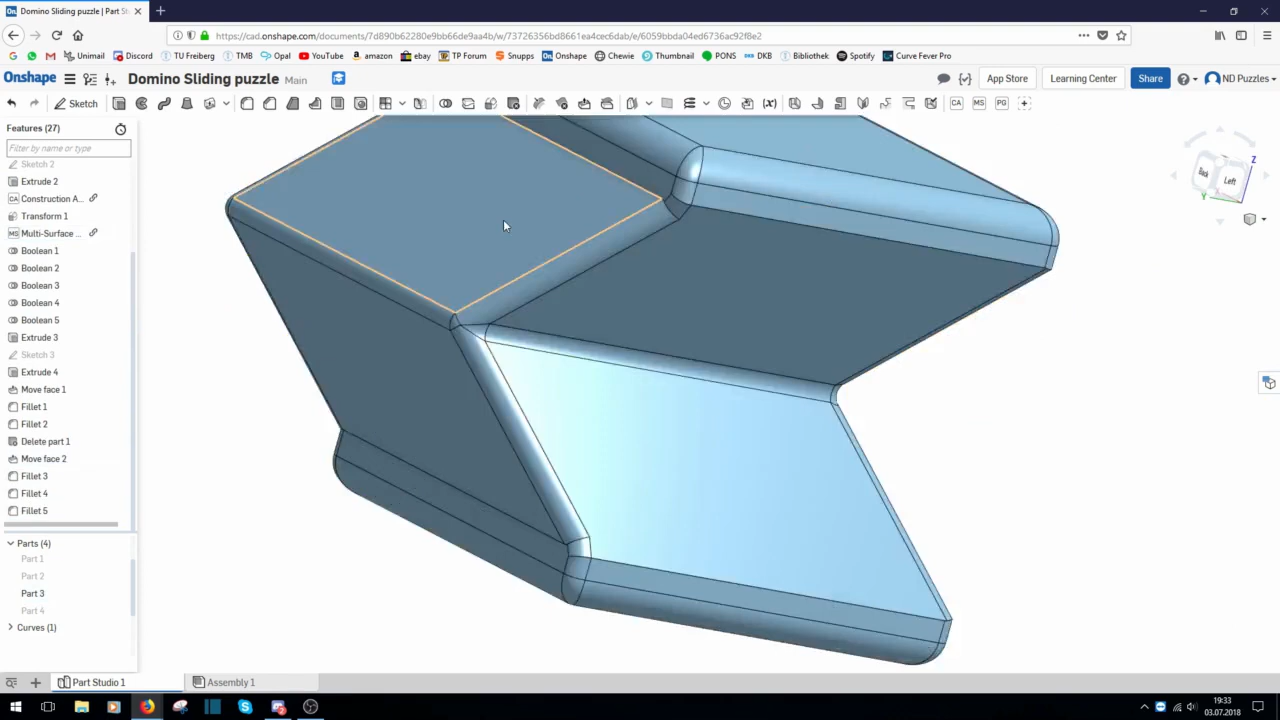 Domino Sliding puzzle | Part Stu
https://cad.onshape.com/documents/7d890b62280e9bb66de9aa4b/w/73726356bd8661ea4cec6dab/e/6059bbda04ed6736ac92f8e2
Unimail Discord TU Freiberg TMB Opal YouTube amazon ebay TP Forum Snupps Onshape Chewie Thumbnail PONS DKB Bibliothek Spotify Curve Fever Pro
Onshape Domino Sliding puzzle Main App Store Learning Center Share ND Puzzles
Sketch CA MS PG
Features (27)
Filter by name or type
Sketch 2
Extrude 2
Construction A...
Transform 1
Multi-Surface ...
Boolean 1
Boolean 2
Boolean 3
Boolean 4
Boolean 5
Extrude 3
Sketch 3
Extrude 4
Move face 1
Fillet 1
Fillet 2
Delete part 1
Move face 2
Fillet 3
Fillet 4
Fillet 5
Parts (4)
Part 1
Part 2
Part 3
Part 4
Curves (1)
Z
Back Left
Y
Part Studio 1 Assembly 1
19:33
03.07.2018